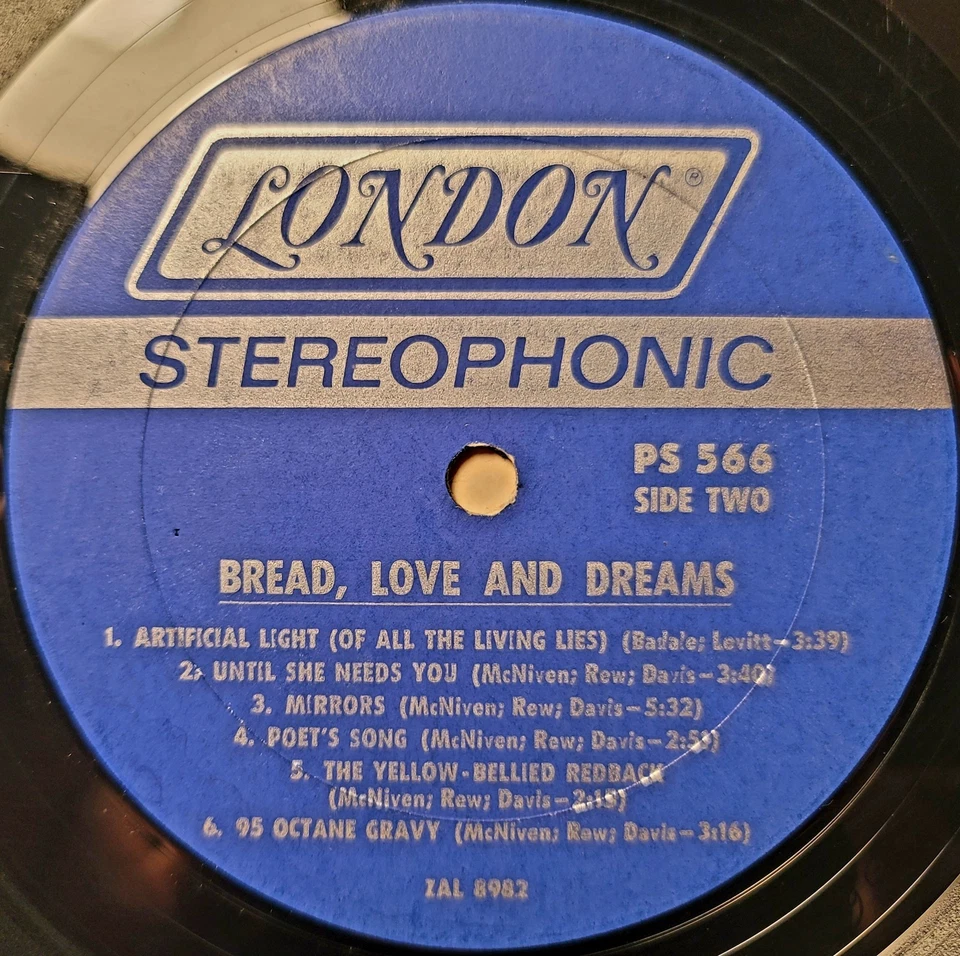 LONDON ®
STEREOPHONIC
PS 566
SIDE TWO
BREAD, LOVE AND DREAMS
1. ARTIFICIAL LIGHT (OF ALL THE LIVING LIES) (Badale; Levitt—3:39)
2. UNTIL SHE NEEDS YOU (McNiven; Rew; Davis—3:40)
3. MIRRORS (McNiven; Rew; Davis—5:32)
4. POET'S SONG (McNiven; Rew; Davis—
5. THE YELLOW-BELLIED REDBACK
(McNiven; Rew; Davis—
6. 95 OCTANE GRAVY (McNiven; Rew; Davis—3:16)
ZAL 8982